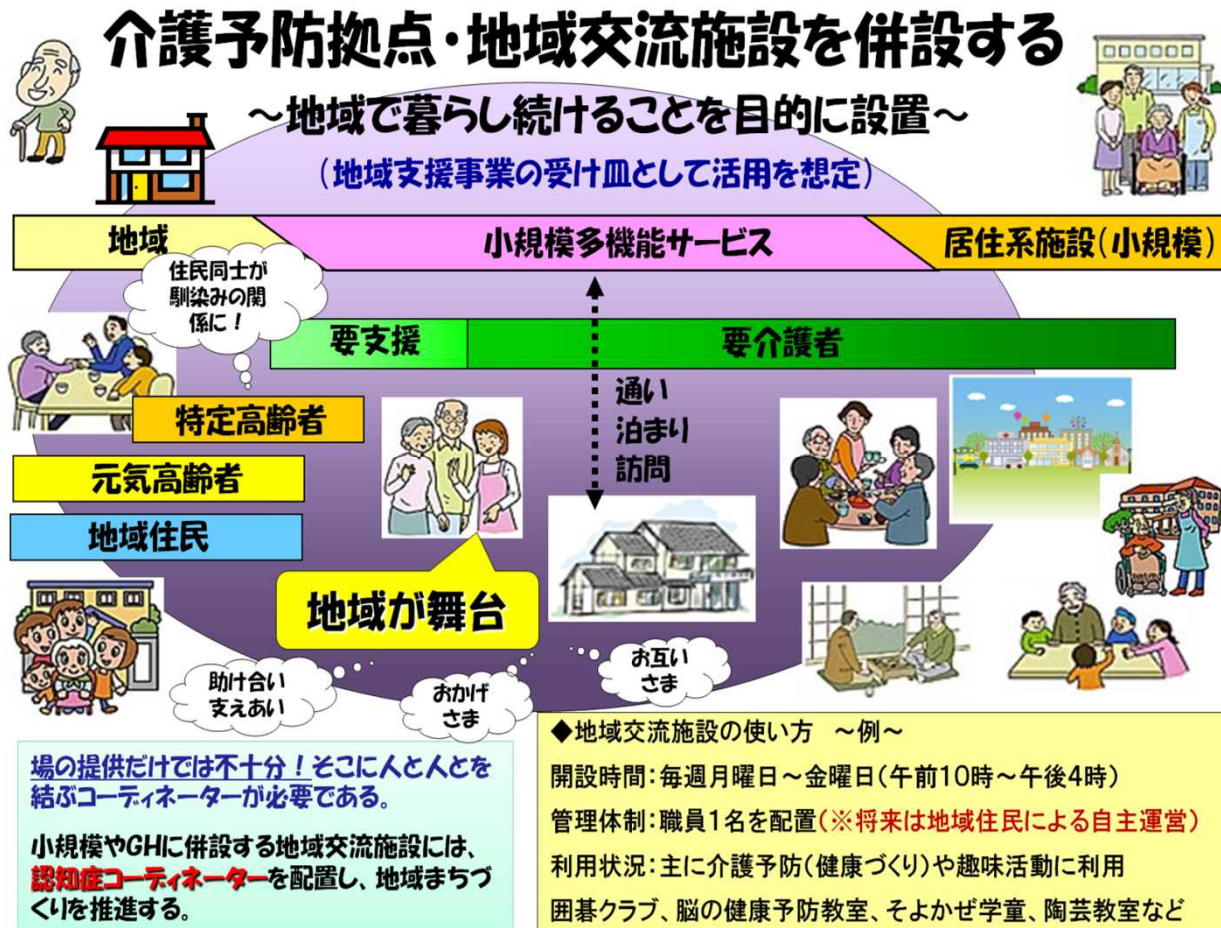 介護予防拠点・地域交流施設を併設する
～地域で暮らし続けることを目的に設置～
（地域支援事業の受け皿として活用を想定）
地域
小規模多機能サービス
居住系施設（小規模）
住民同士が
馴染みの関
係に！
要支援
要介護者
通い
泊まり
訪問
特定高齢者
元気高齢者
地域住民
地域が舞台
助け合い
支えあい
おかげ
さま
お互い
さま
場の提供だけでは不十分！そこに人と人とを
結ぶコーディネーターが必要である。
小規模やGHに併設する地域交流施設には、
認知症コーディネーターを配置し、地域まちづ
くりを推進する。
◆地域交流施設の使い方　～例～
開設時間：毎週月曜日～金曜日（午前10時～午後4時）
管理体制：職員1名を配置（※将来は地域住民による自主運営）
利用状況：主に介護予防（健康づくり）や趣味活動に利用
囲碁クラブ、脳の健康予防教室、そよかぜ学童、陶芸教室など